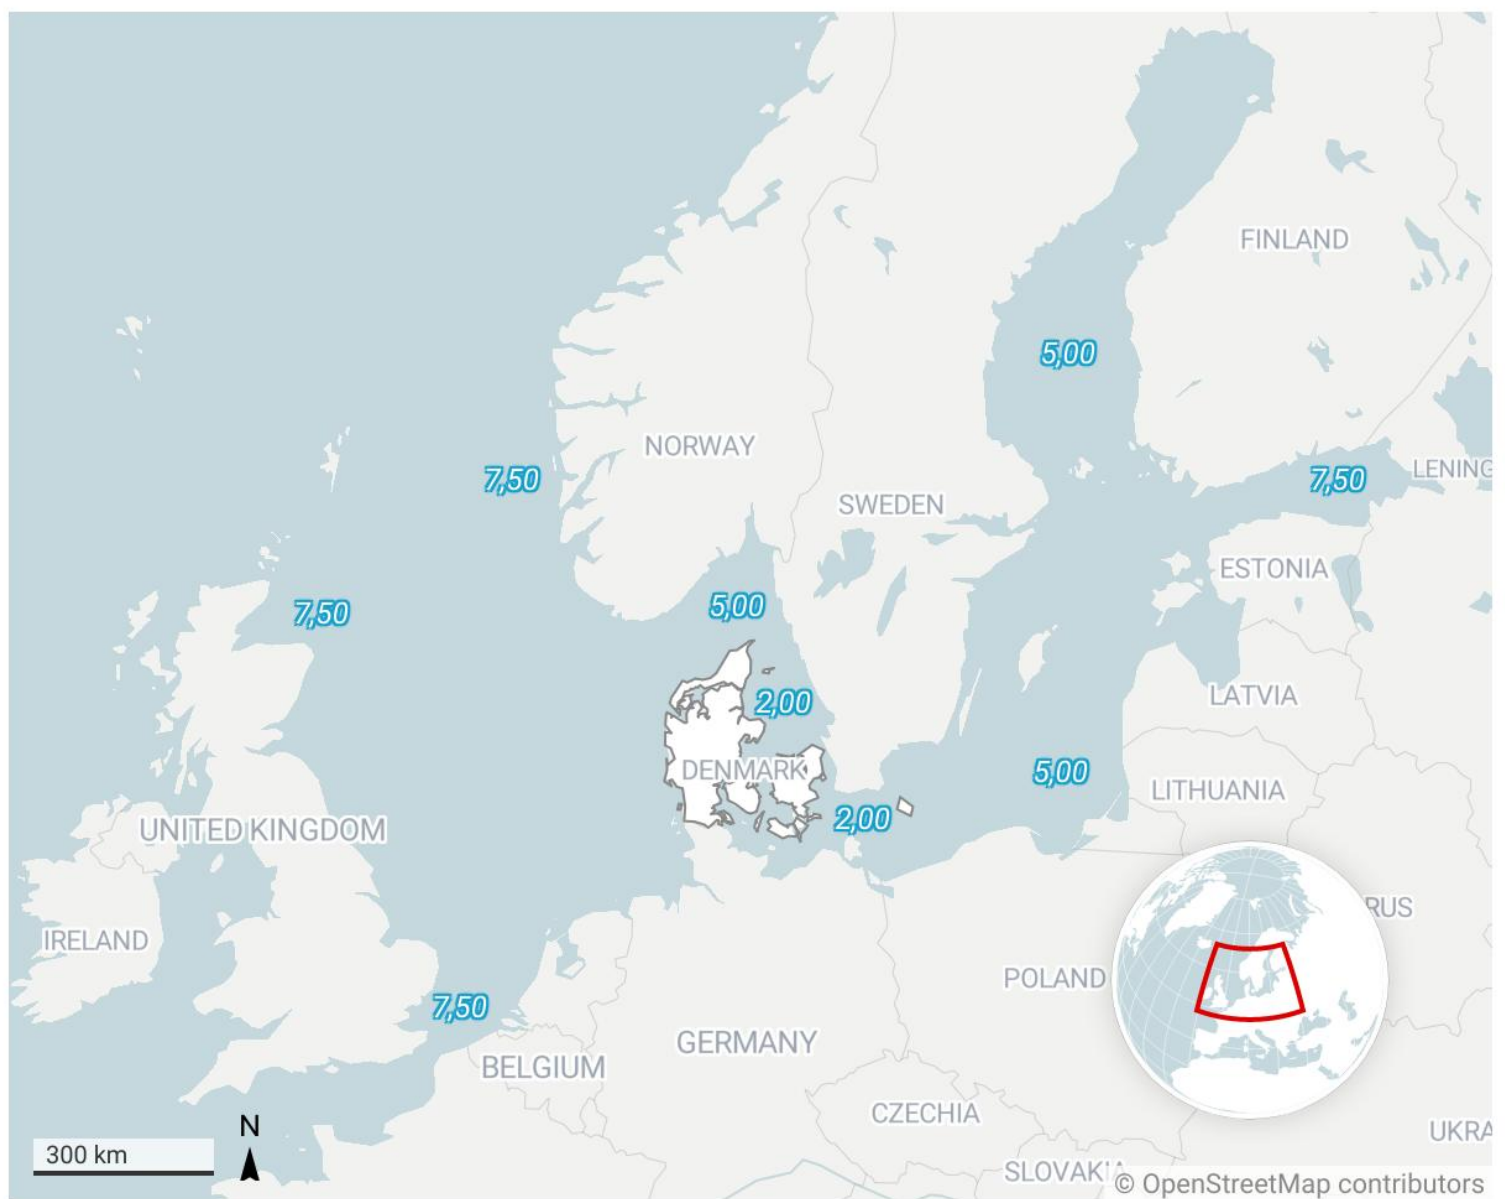 FINLAND
5,00
NORWAY
7,50
7,50
LENING
SWEDEN
ESTONIA
5,00
7,50
LATVIA
2,00
DENMARK
5,00
LITHUANIA
2,00
UNITED KINGDOM
RUS
IRELAND
POLAND
7,50
GERMANY
BELGIUM
CZECHIA
N
UKRA
300 km
SLOVAKIA
© OpenStreetMap contributors